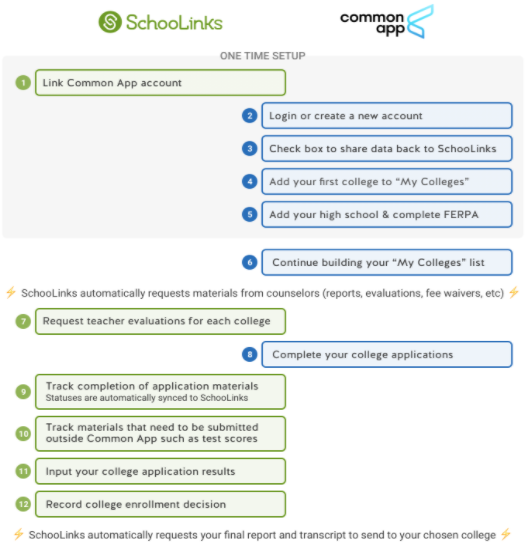 SchooLinks
common
app
ONE TIME SETUP
1 Link Common App account
2 Login or create a new account
3 Check box to share data back to SchooLinks
4 Add your first college to “My Colleges”
5 Add your high school & complete FERPA
6 Continue building your “My Colleges” list
SchooLinks automatically requests materials from counselors (reports, evaluations, fee waivers, etc)
7 Request teacher evaluations for each college
8 Complete your college applications
9 Track completion of application materials
Statuses are automatically synced to SchooLinks
10 Track materials that need to be submitted
outside Common App such as test scores
11 Input your college application results
12 Record college enrollment decision
SchooLinks automatically requests your final report and transcript to send to your chosen college